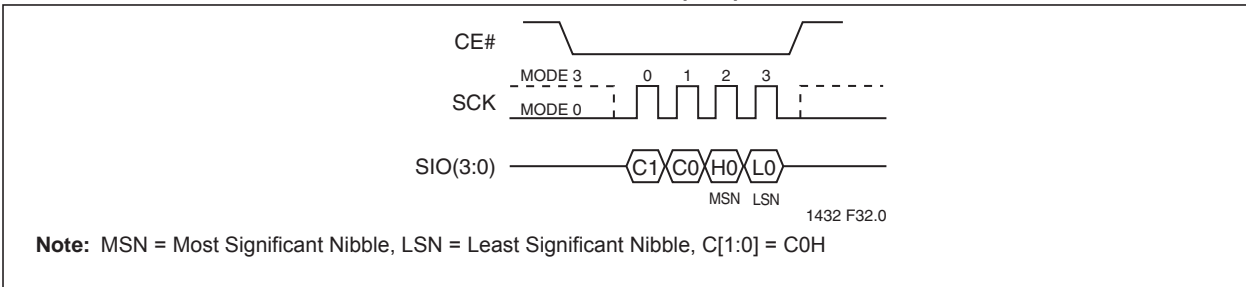 CE#
MODE 3 0 1 2 3
SCK
MODE 0
SIO(3:0) C1 C0 H0 L0
MSN LSN
1432 F32.0
Note: MSN = Most Significant Nibble, LSN = Least Significant Nibble, C[1:0] = C0H